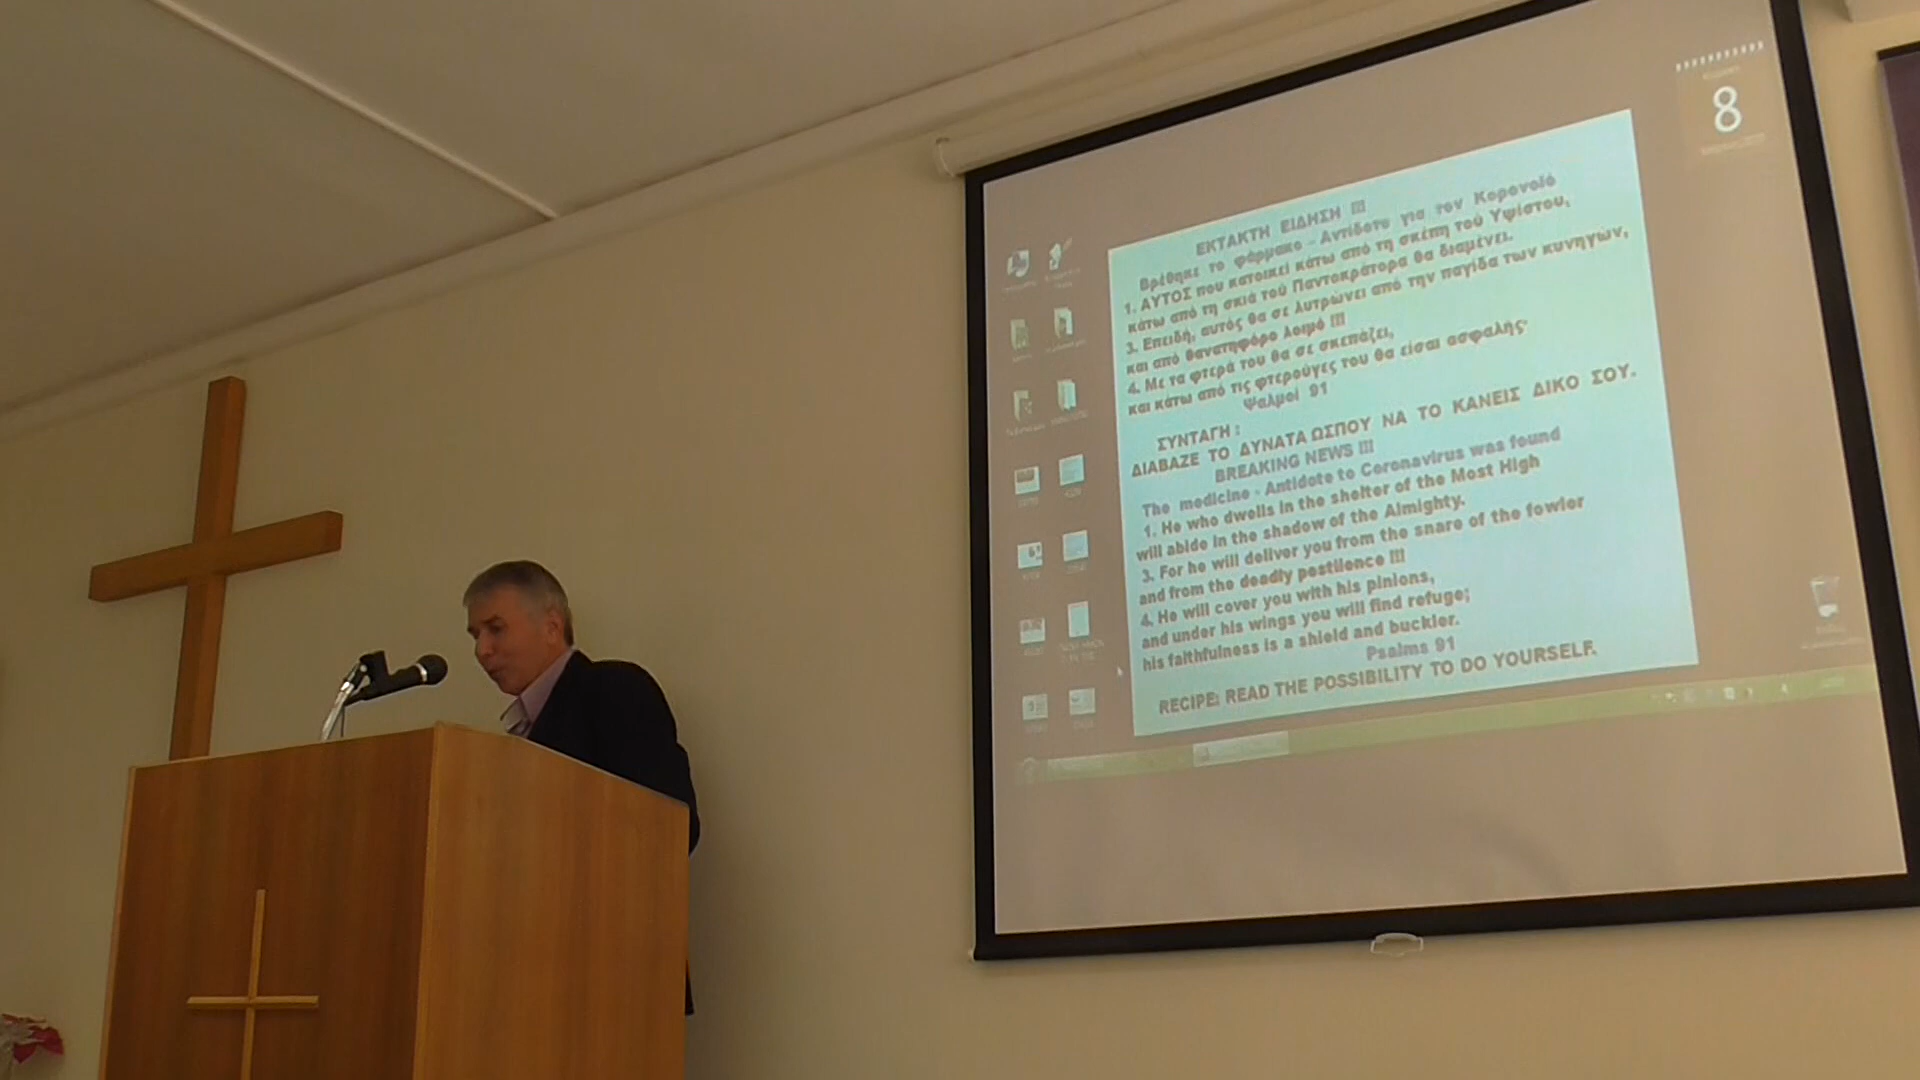 8
ΕΚΤΑΚΤΗ ΕΙΔΗΣΗ !!!
Βρέθηκε το φάρμακο - Αντίδοτο για τον Κορονοϊό
1. ΑΥΤΟΣ που κατοικεί κάτω από τη σκέπη τού Υψίστου,
κάτω από τη σκιά τού Παντοκράτορα θα διαμένει.
3. Επειδή, αυτός θα σε λυτρώνει από την παγίδα των κυνηγών,
και από θανατηφόρο λοιμό !!!
4. Με τα φτερά του θα σε σκεπάζει,
και κάτω από τις φτερούγες του θα είσαι ασφαλής·
Ψαλμοί 91
ΣΥΝΤΑΓΗ :
ΔΙΑΒΑΖΕ ΤΟ ΔΥΝΑΤΑ ΩΣΠΟΥ ΝΑ ΤΟ ΚΑΝΕΙΣ ΔΙΚΟ ΣΟΥ.
BREAKING NEWS !!!
The medicine - Antidote to Coronavirus was found
1. He who dwells in the shelter of the Most High
will abide in the shadow of the Almighty.
3. For he will deliver you from the snare of the fowler
and from the deadly pestilence !!!
4. He will cover you with his pinions,
and under his wings you will find refuge;
his faithfulness is a shield and buckler.
Psalms 91
RECIPE: READ THE POSSIBILITY TO DO YOURSELF.